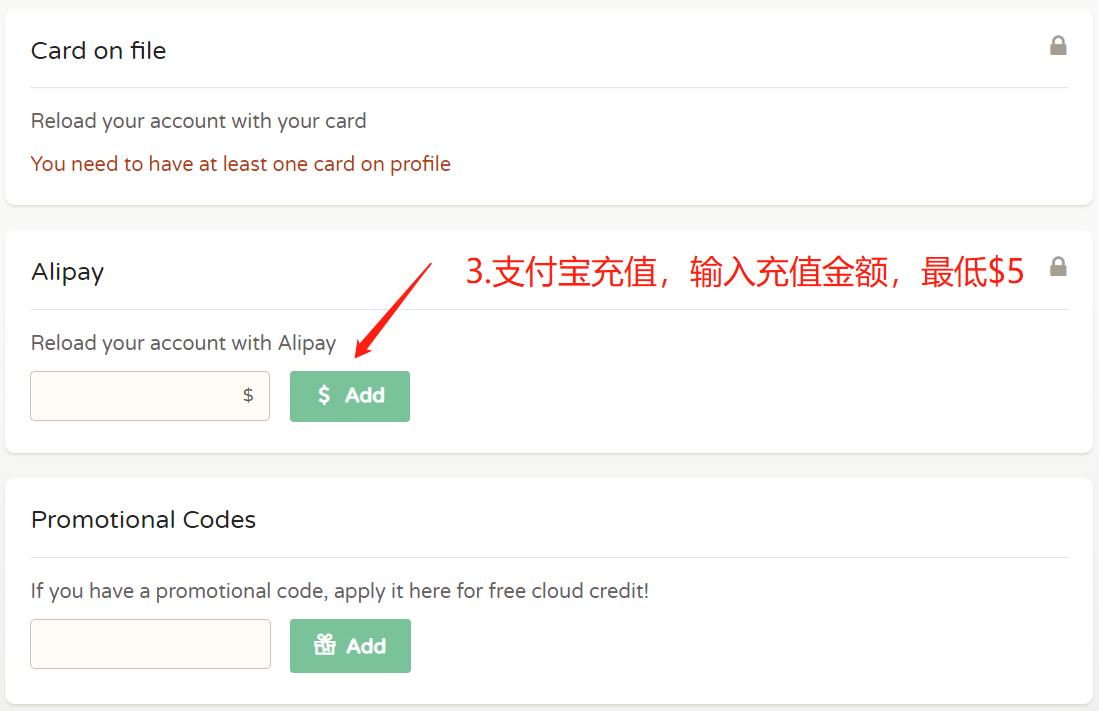 Card on file
Reload your account with your card
You need to have at least one card on profile
Alipay
3.支付宝充值，输入充值金额，最低$5
Reload your account with Alipay
$
$ Add
Promotional Codes
If you have a promotional code, apply it here for free cloud credit!
Add